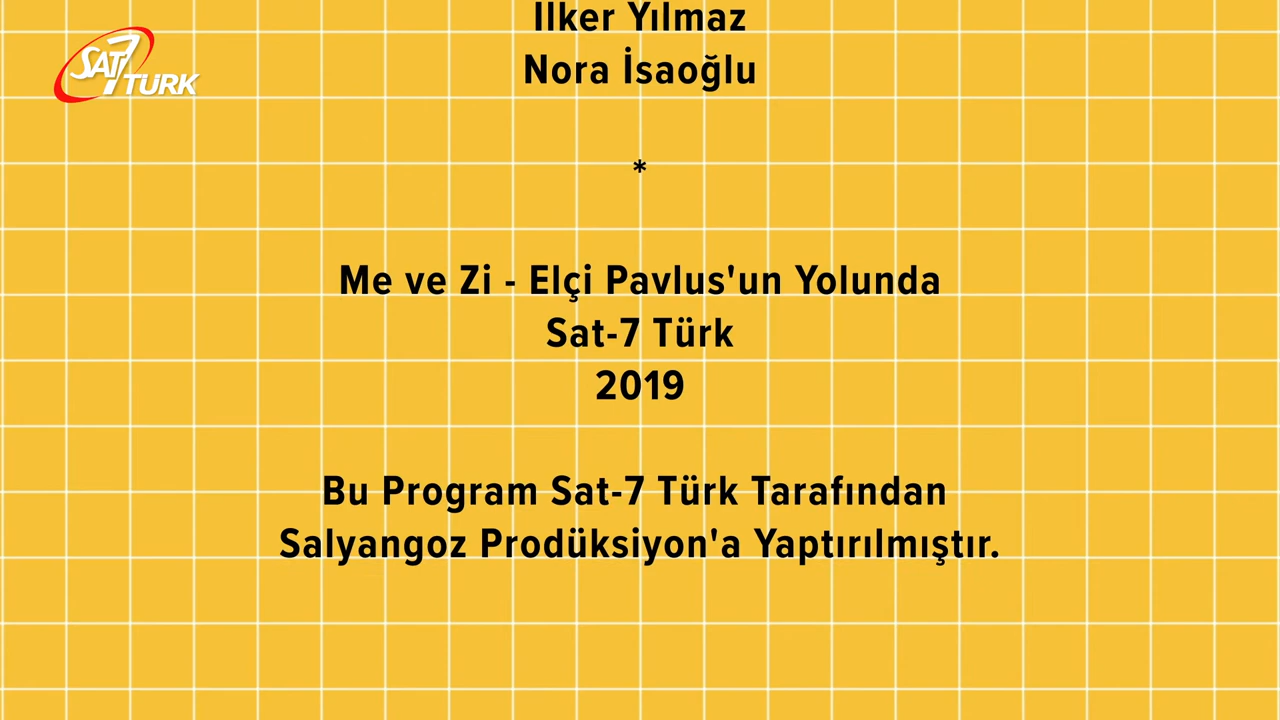 SAT7
TÜRK
İlker Yılmaz
Nora İsaoğlu
*
Me ve Zi - Elçi Pavlus'un Yolunda
Sat-7 Türk
2019
Bu Program Sat-7 Türk Tarafından
Salyangoz Prodüksiyon'a Yaptırılmıştır.